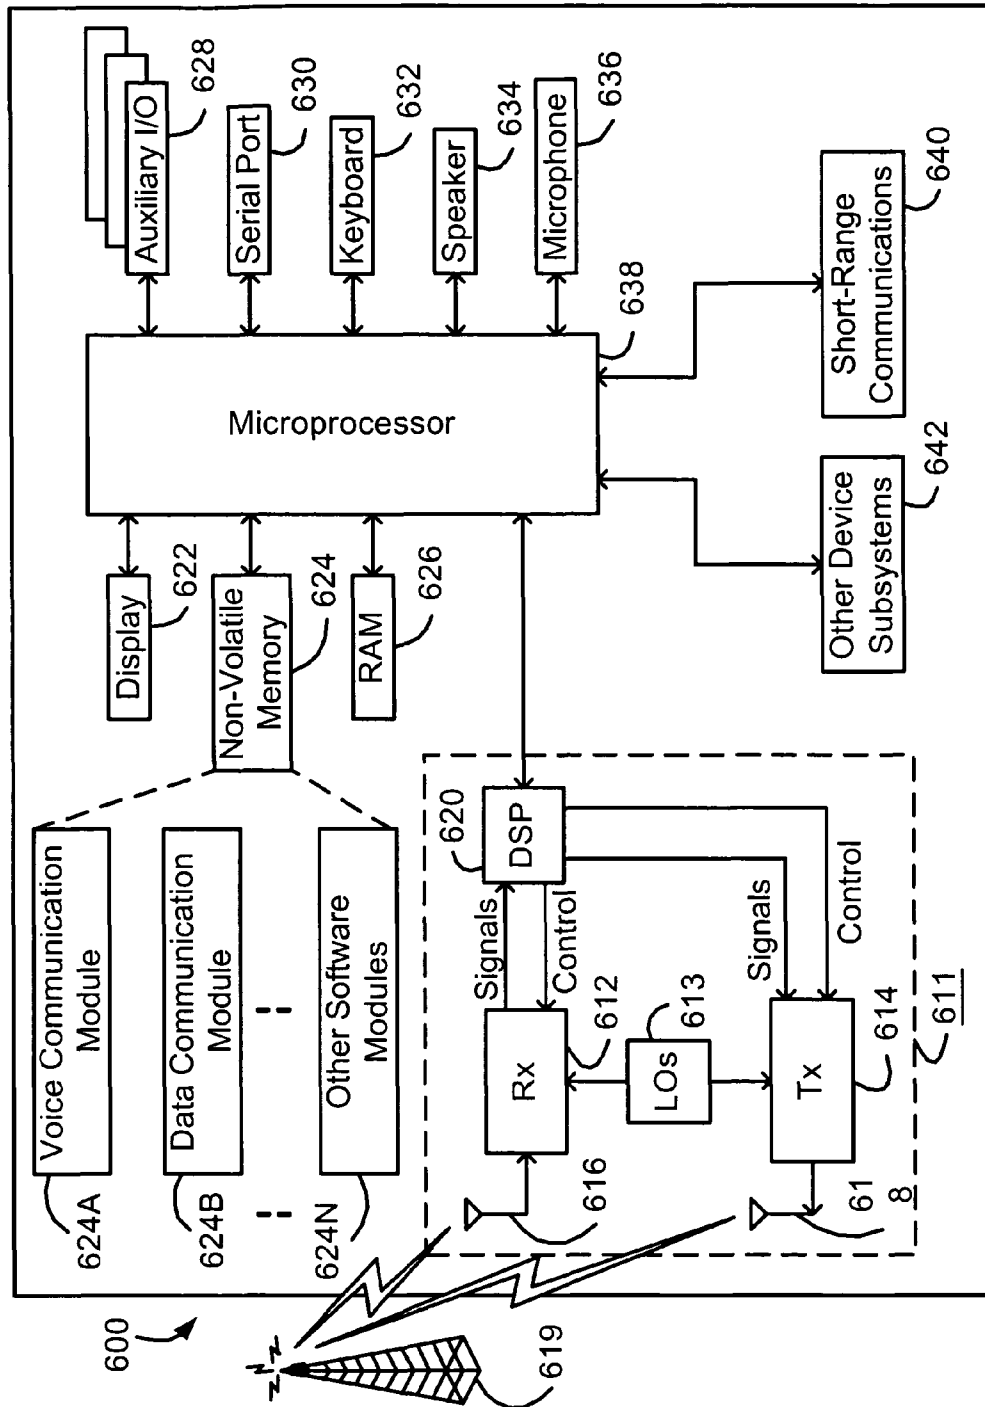 600
619
Voice Communication
Module
624A
Data Communication
Module
624B
Other Software
Modules
624N
Display
622
Non-Volatile
Memory
624
RAM
626
Microprocessor
638
Auxiliary I/O
628
Serial Port
630
Keyboard
632
Speaker
634
Microphone
636
Short-Range
Communications
640
Other Device
Subsystems
642
DSP
620
Signals
Control
Rx
612
616
LOs
613
Signals
Control
Tx
614
61
8
611